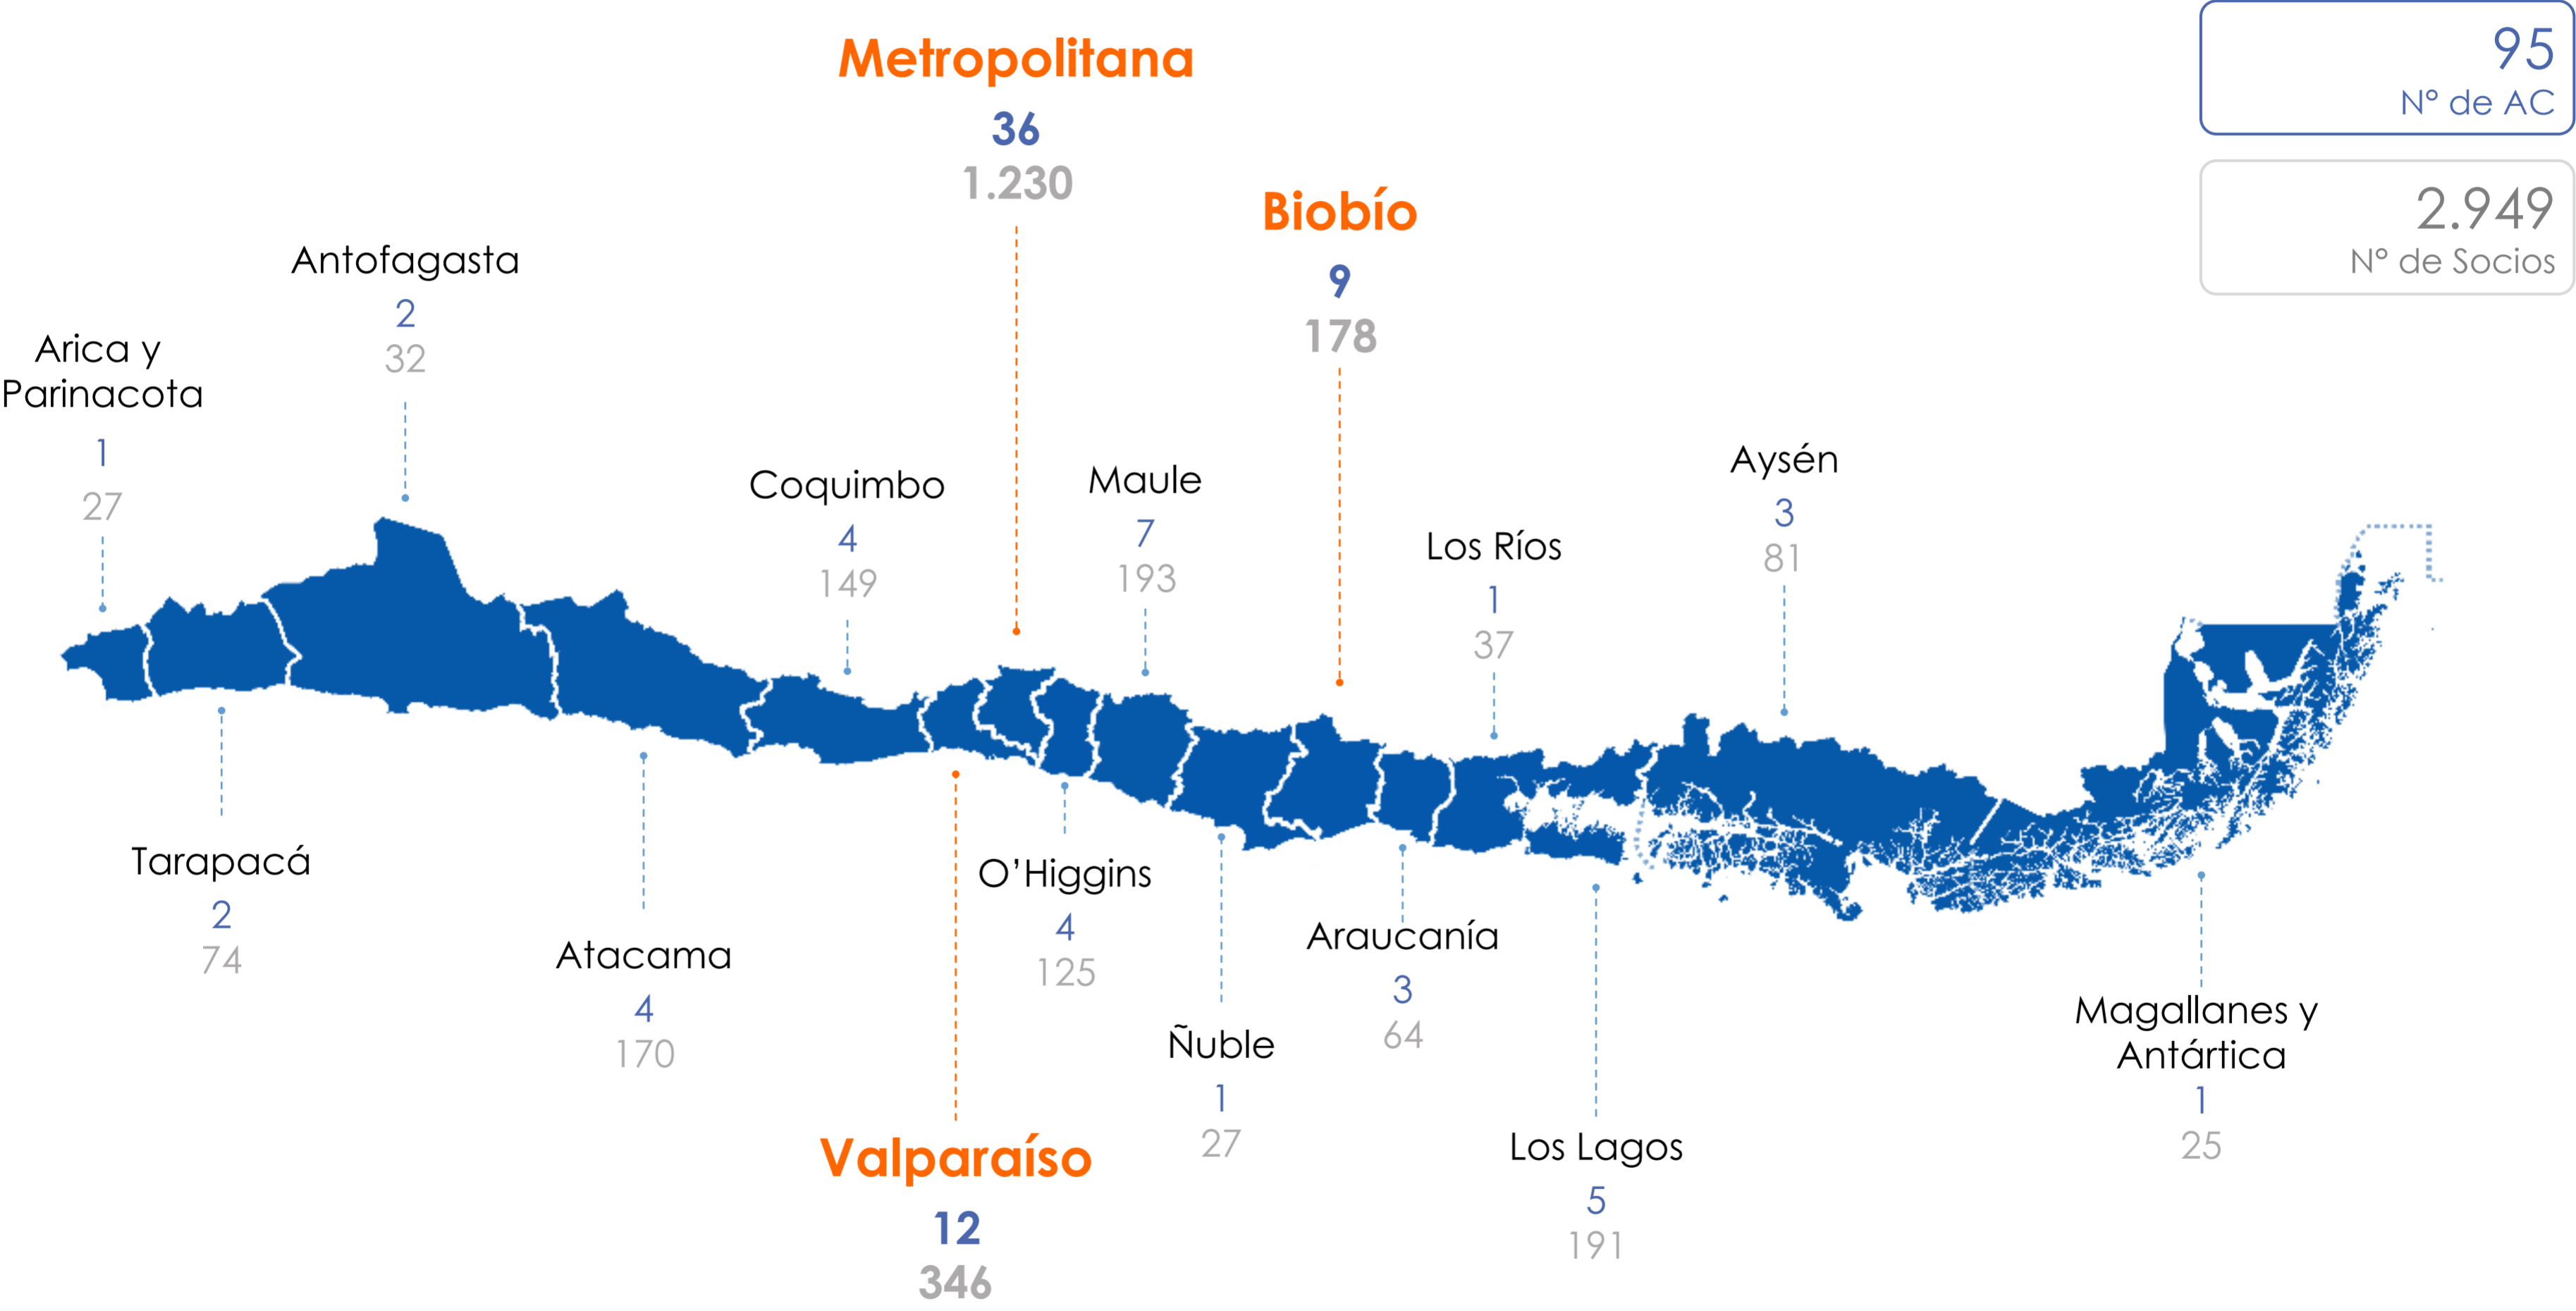 95
N° de AC
2.949
N° de Socios
Metropolitana
36
1.230
Biobío
9
178
Antofagasta
2
32
Arica y
Parinacota
1
27
Coquimbo
4
149
Maule
7
193
Los Ríos
1
37
Aysén
3
81
Tarapacá
2
74
Atacama
4
170
Valparaíso
12
346
O’Higgins
4
125
Ñuble
1
27
Araucanía
3
64
Los Lagos
5
191
Magallanes y
Antártica
1
25